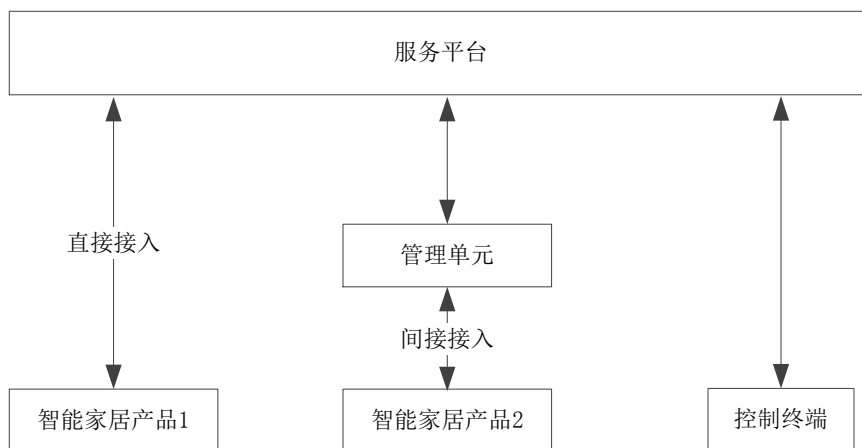 服务平台
管理单元
直接接入
间接接入
智能家居产品1
智能家居产品2
控制终端